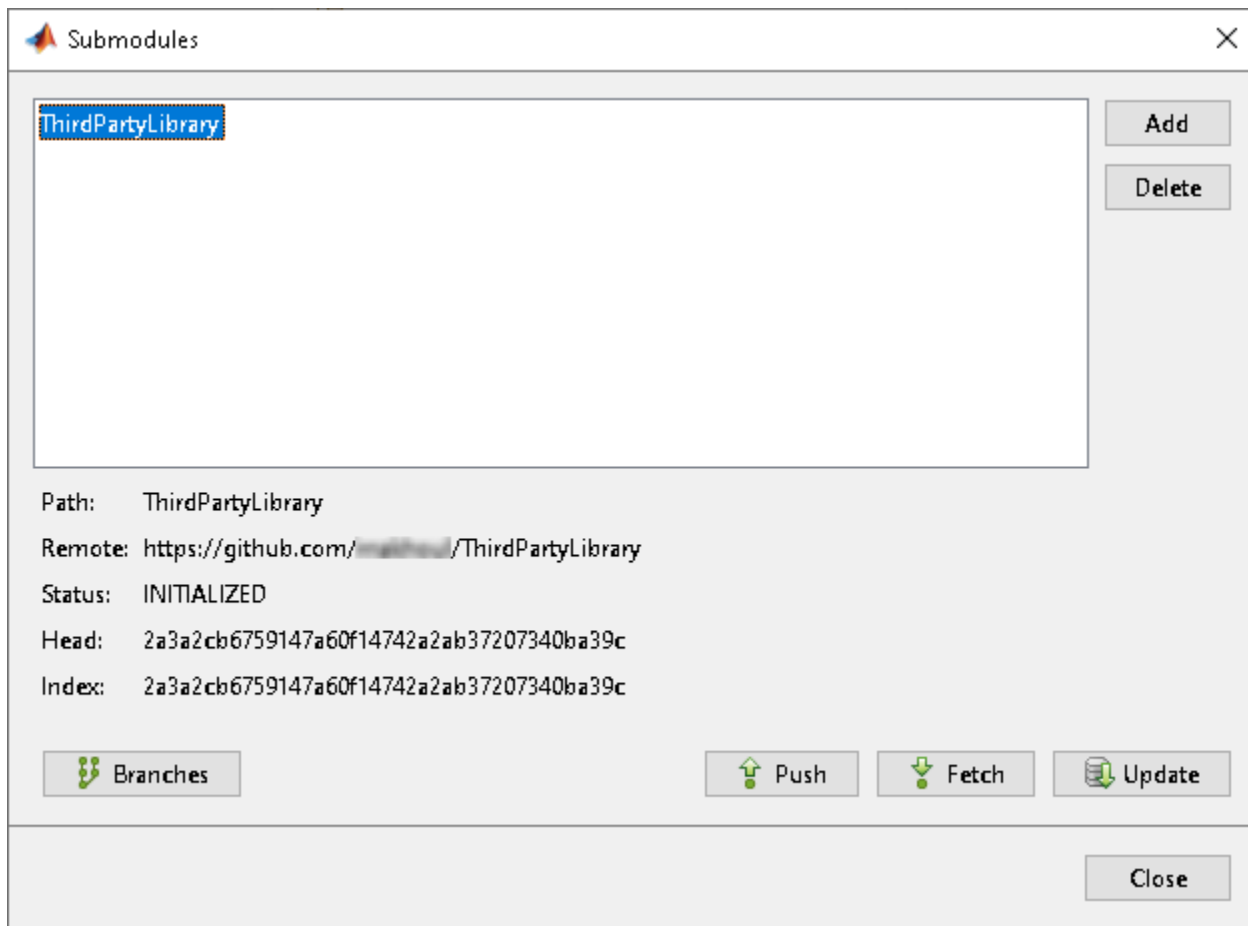 Submodules
ThirdPartyLibrary
Add
Delete
Path: ThirdPartyLibrary
Remote: https://github.com/ /ThirdPartyLibrary
Status: INITIALIZED
Head: 2a3a2cb6759147a60f14742a2ab37207340ba39c
Index: 2a3a2cb6759147a60f14742a2ab37207340ba39c
Branches Push Fetch Update
Close